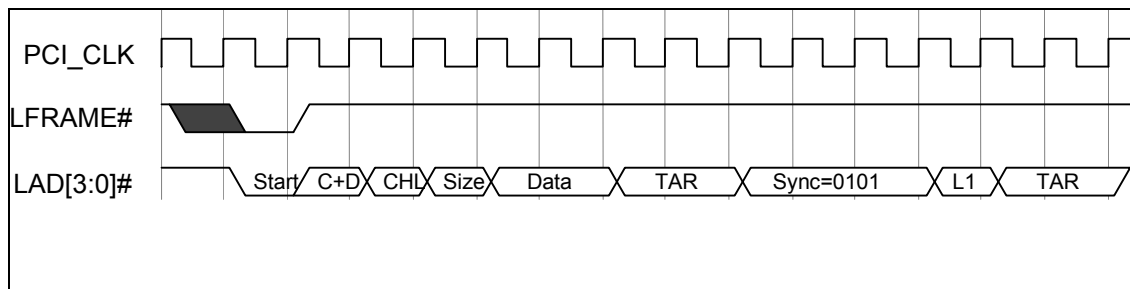 PCI_CLK
LFRAME#
LAD[3:0]# Start C+D CHL Size Data TAR Sync=0101 L1 TAR